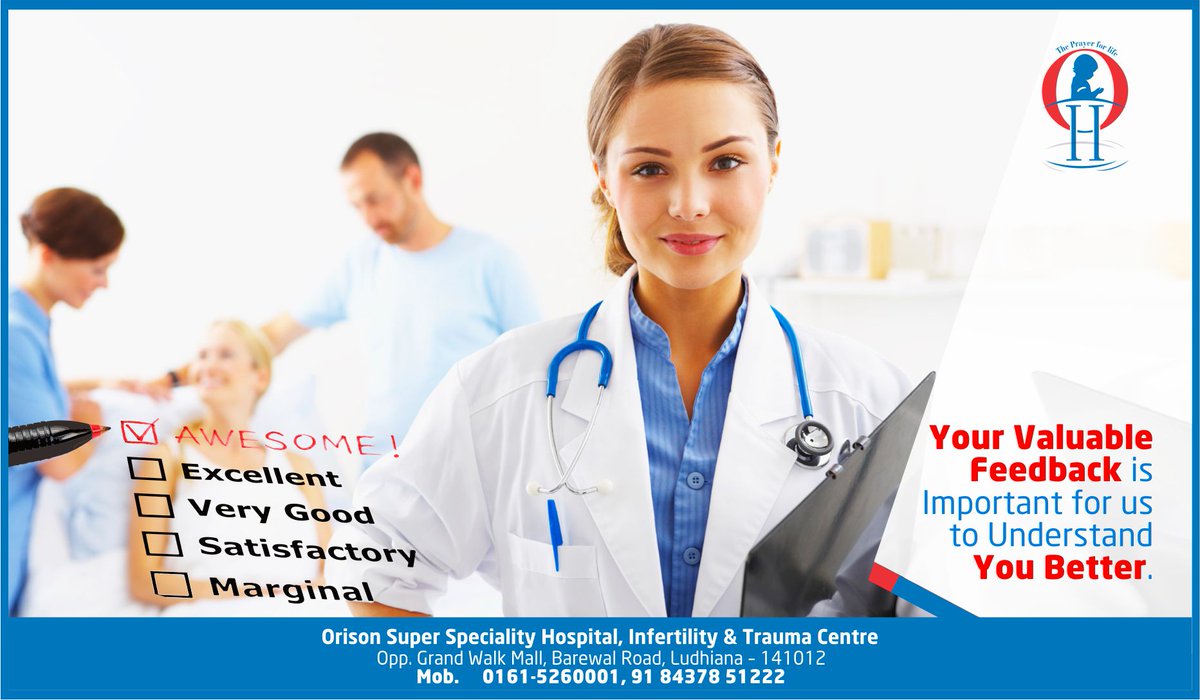 The Prayer for life
OH
AWESOME!
Excellent
Very Good
Satisfactory
Marginal
Your Valuable
Feedback is
Important for us
to Understand
You Better.
Orison Super Speciality Hospital, Infertility & Trauma Centre
Opp. Grand Walk Mall, Barewal Road, Ludhiana – 141012
Mob. 0161-5260001, 91 84378 51222